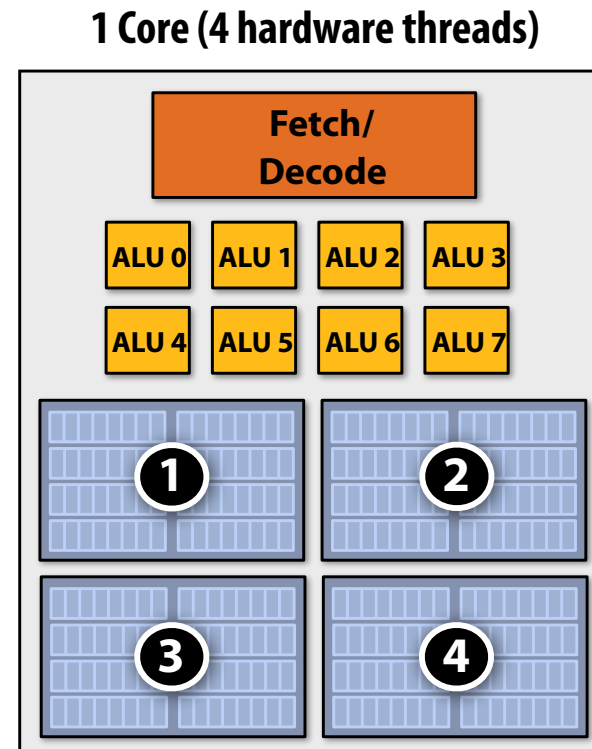 1 Core (4 hardware threads)
Fetch/
Decode
ALU 0 ALU 1 ALU 2 ALU 3
ALU 4 ALU 5 ALU 6 ALU 7
1 2
3 4